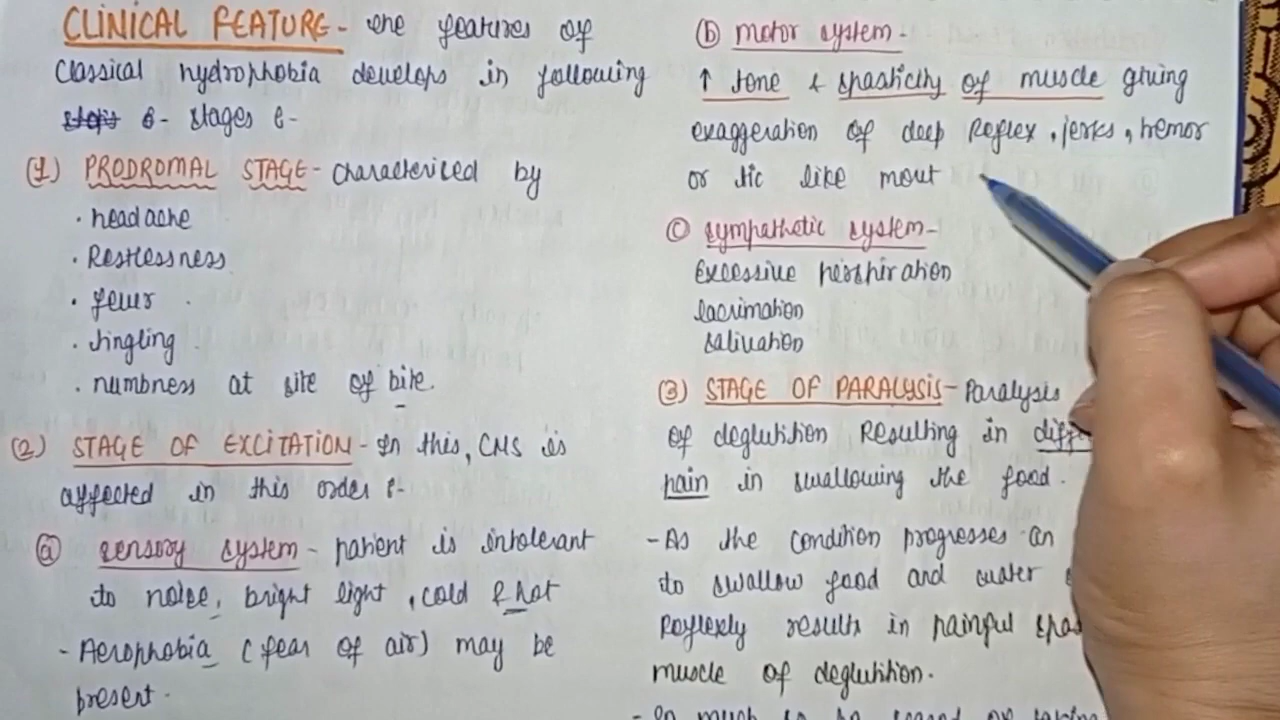 CLINICAL FEATURE - the features of
classical hydrophobia develops in following
stages :-
(1) PRODROMAL STAGE - characterised by
. headache
. Restlessness
. fever
. tingling
. numbness at site of bite.
(2) STAGE OF EXCITATION - In this, CNS is
affected in this order :-
(a) sensory system - patient is intolerant
to noise, bright light, cold & hot
- Aerophobia (fear of air) may be
present.
(b) motor system -
↑ tone & spasticity of muscle giving
exaggeration of deep Reflex, jerks, tremor
or tic like mout
(c) sympathetic system -
Excessive perspiration
lacrimation
salivation
(3) STAGE OF PARALYSIS - Paralysis
of deglutition Resulting in
pain in swallowing the food.
- As the condition progresses an
to swallow food and water
Reflexly results in painful
muscle of deglutition.